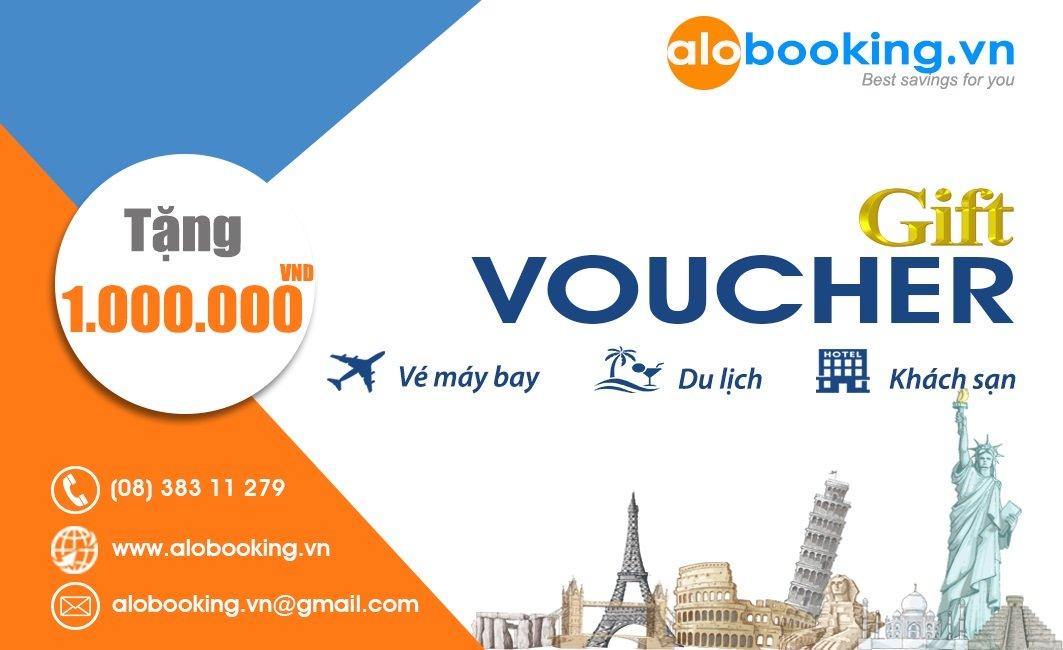 alobooking.vn
Best savings for you
Tặng
1.000.000 VND
Gift
VOUCHER
Vé máy bay
Du lịch
HOTEL
Khách sạn
(08) 383 11 279
www.alobooking.vn
alobooking.vn@gmail.com